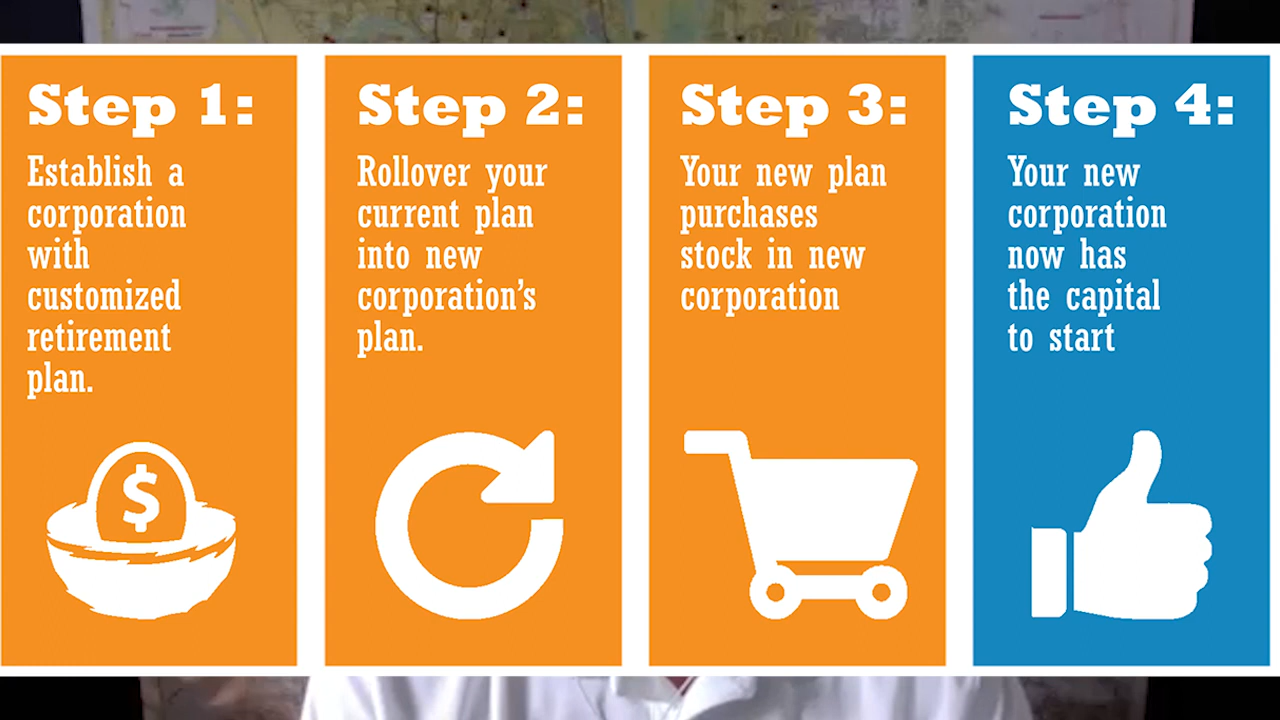 Step 1:
Establish a
corporation
with
customized
retirement
plan.
$
Step 2:
Rollover your
current plan
into new
corporation's
plan.
Step 3:
Your new plan
purchases
stock in new
corporation
Step 4:
Your new
corporation
now has
the capital
to start